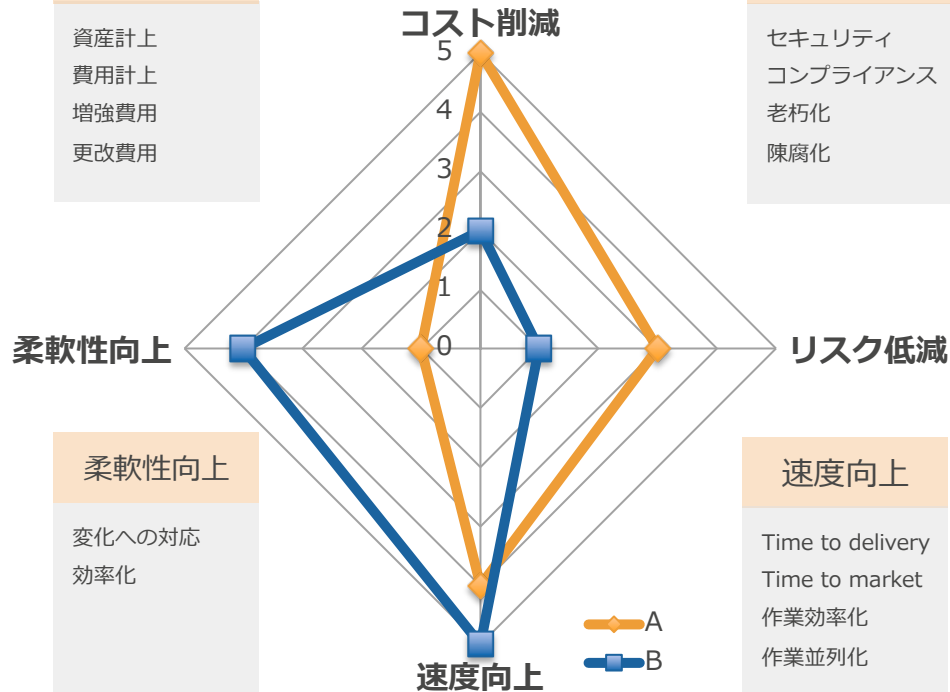 資産計上
費用計上
増強費用
更改費用
コスト削減
セキュリティ
コンプライアンス
老朽化
陳腐化
5
4
3
2
1
0
柔軟性向上
リスク低減
柔軟性向上
変化への対応
効率化
速度向上
Time to delivery
Time to market
作業効率化
作業並列化
A
B
速度向上